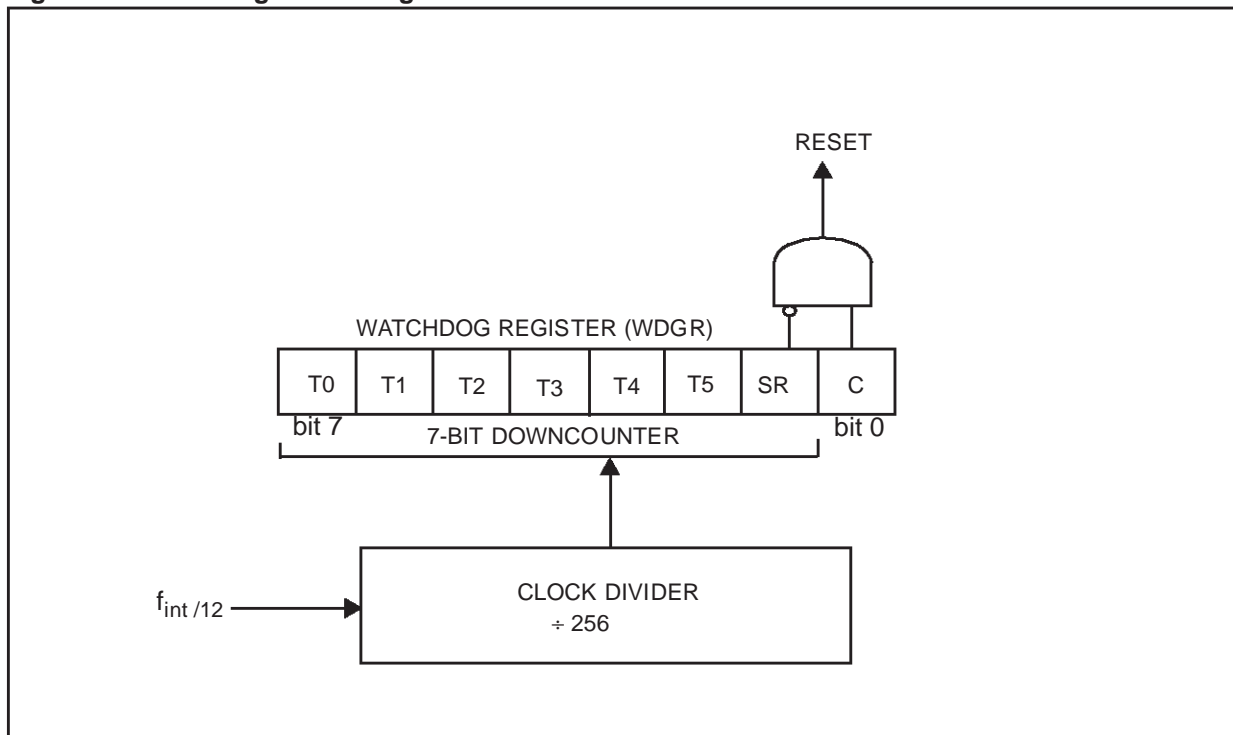 RESET
WATCHDOG REGISTER (WDGR)
T0 T1 T2 T3 T4 T5 SR C
bit 7 bit 0
7-BIT DOWNCOUNTER
fint /12
CLOCK DIVIDER
÷ 256